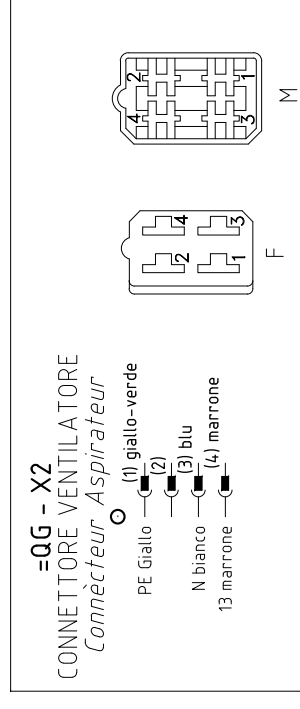 =QG - X2
CONNETTORE VENTILATORE
Connècteur Aspirateur
PE Giallo (1) giallo-verde
(2)
N bianco (3) blu
13 marrone (4) marrone
2 4
1 3
F
4 2
3 1
M